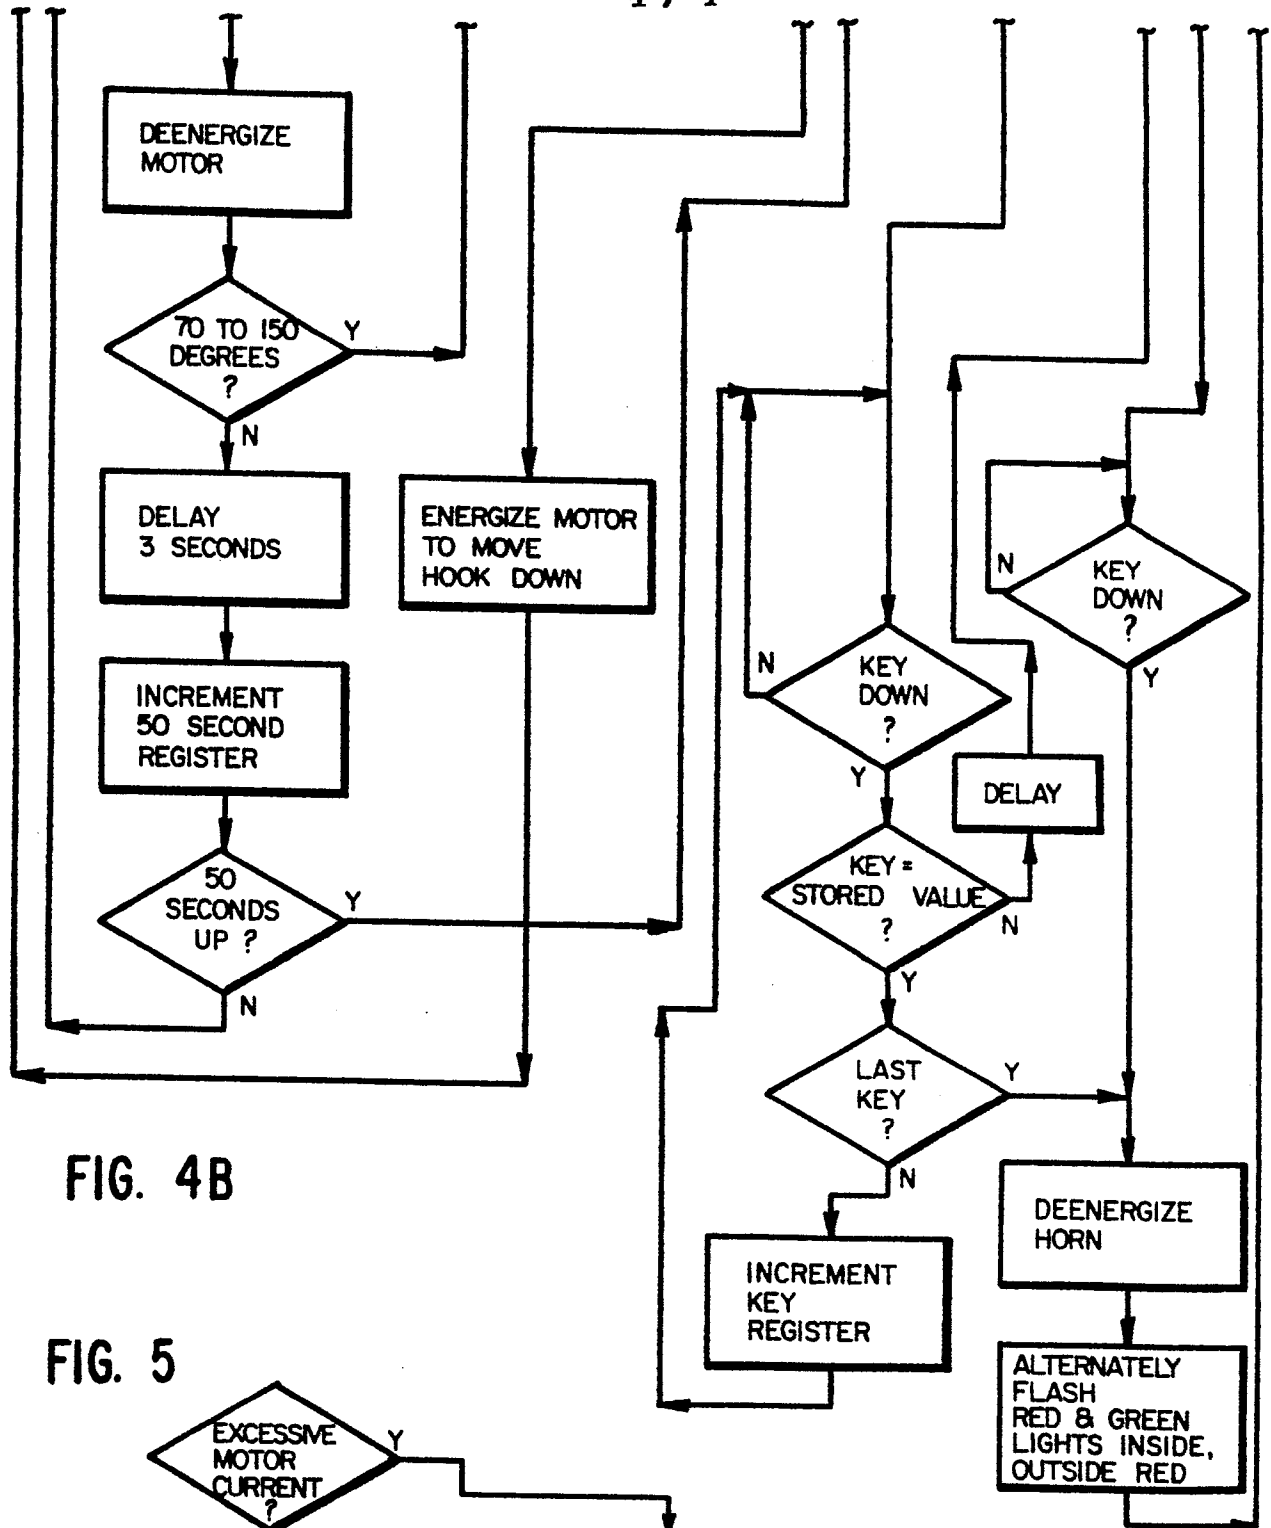 DEENERGIZE
MOTOR
70 TO 150
DEGREES
?
Y
N
DELAY
3 SECONDS
INCREMENT
50 SECOND
REGISTER
50
SECONDS
UP ?
Y
N
ENERGIZE MOTOR
TO MOVE
HOOK DOWN
KEY
DOWN
?
N
Y
KEY =
STORED VALUE
?
N
Y
DELAY
LAST
KEY
?
Y
N
INCREMENT
KEY
REGISTER
KEY
DOWN
?
N
Y
DEENERGIZE
HORN
ALTERNATELY
FLASH
RED & GREEN
LIGHTS INSIDE,
OUTSIDE RED
FIG. 4B
FIG. 5
EXCESSIVE
MOTOR
CURRENT
?
Y